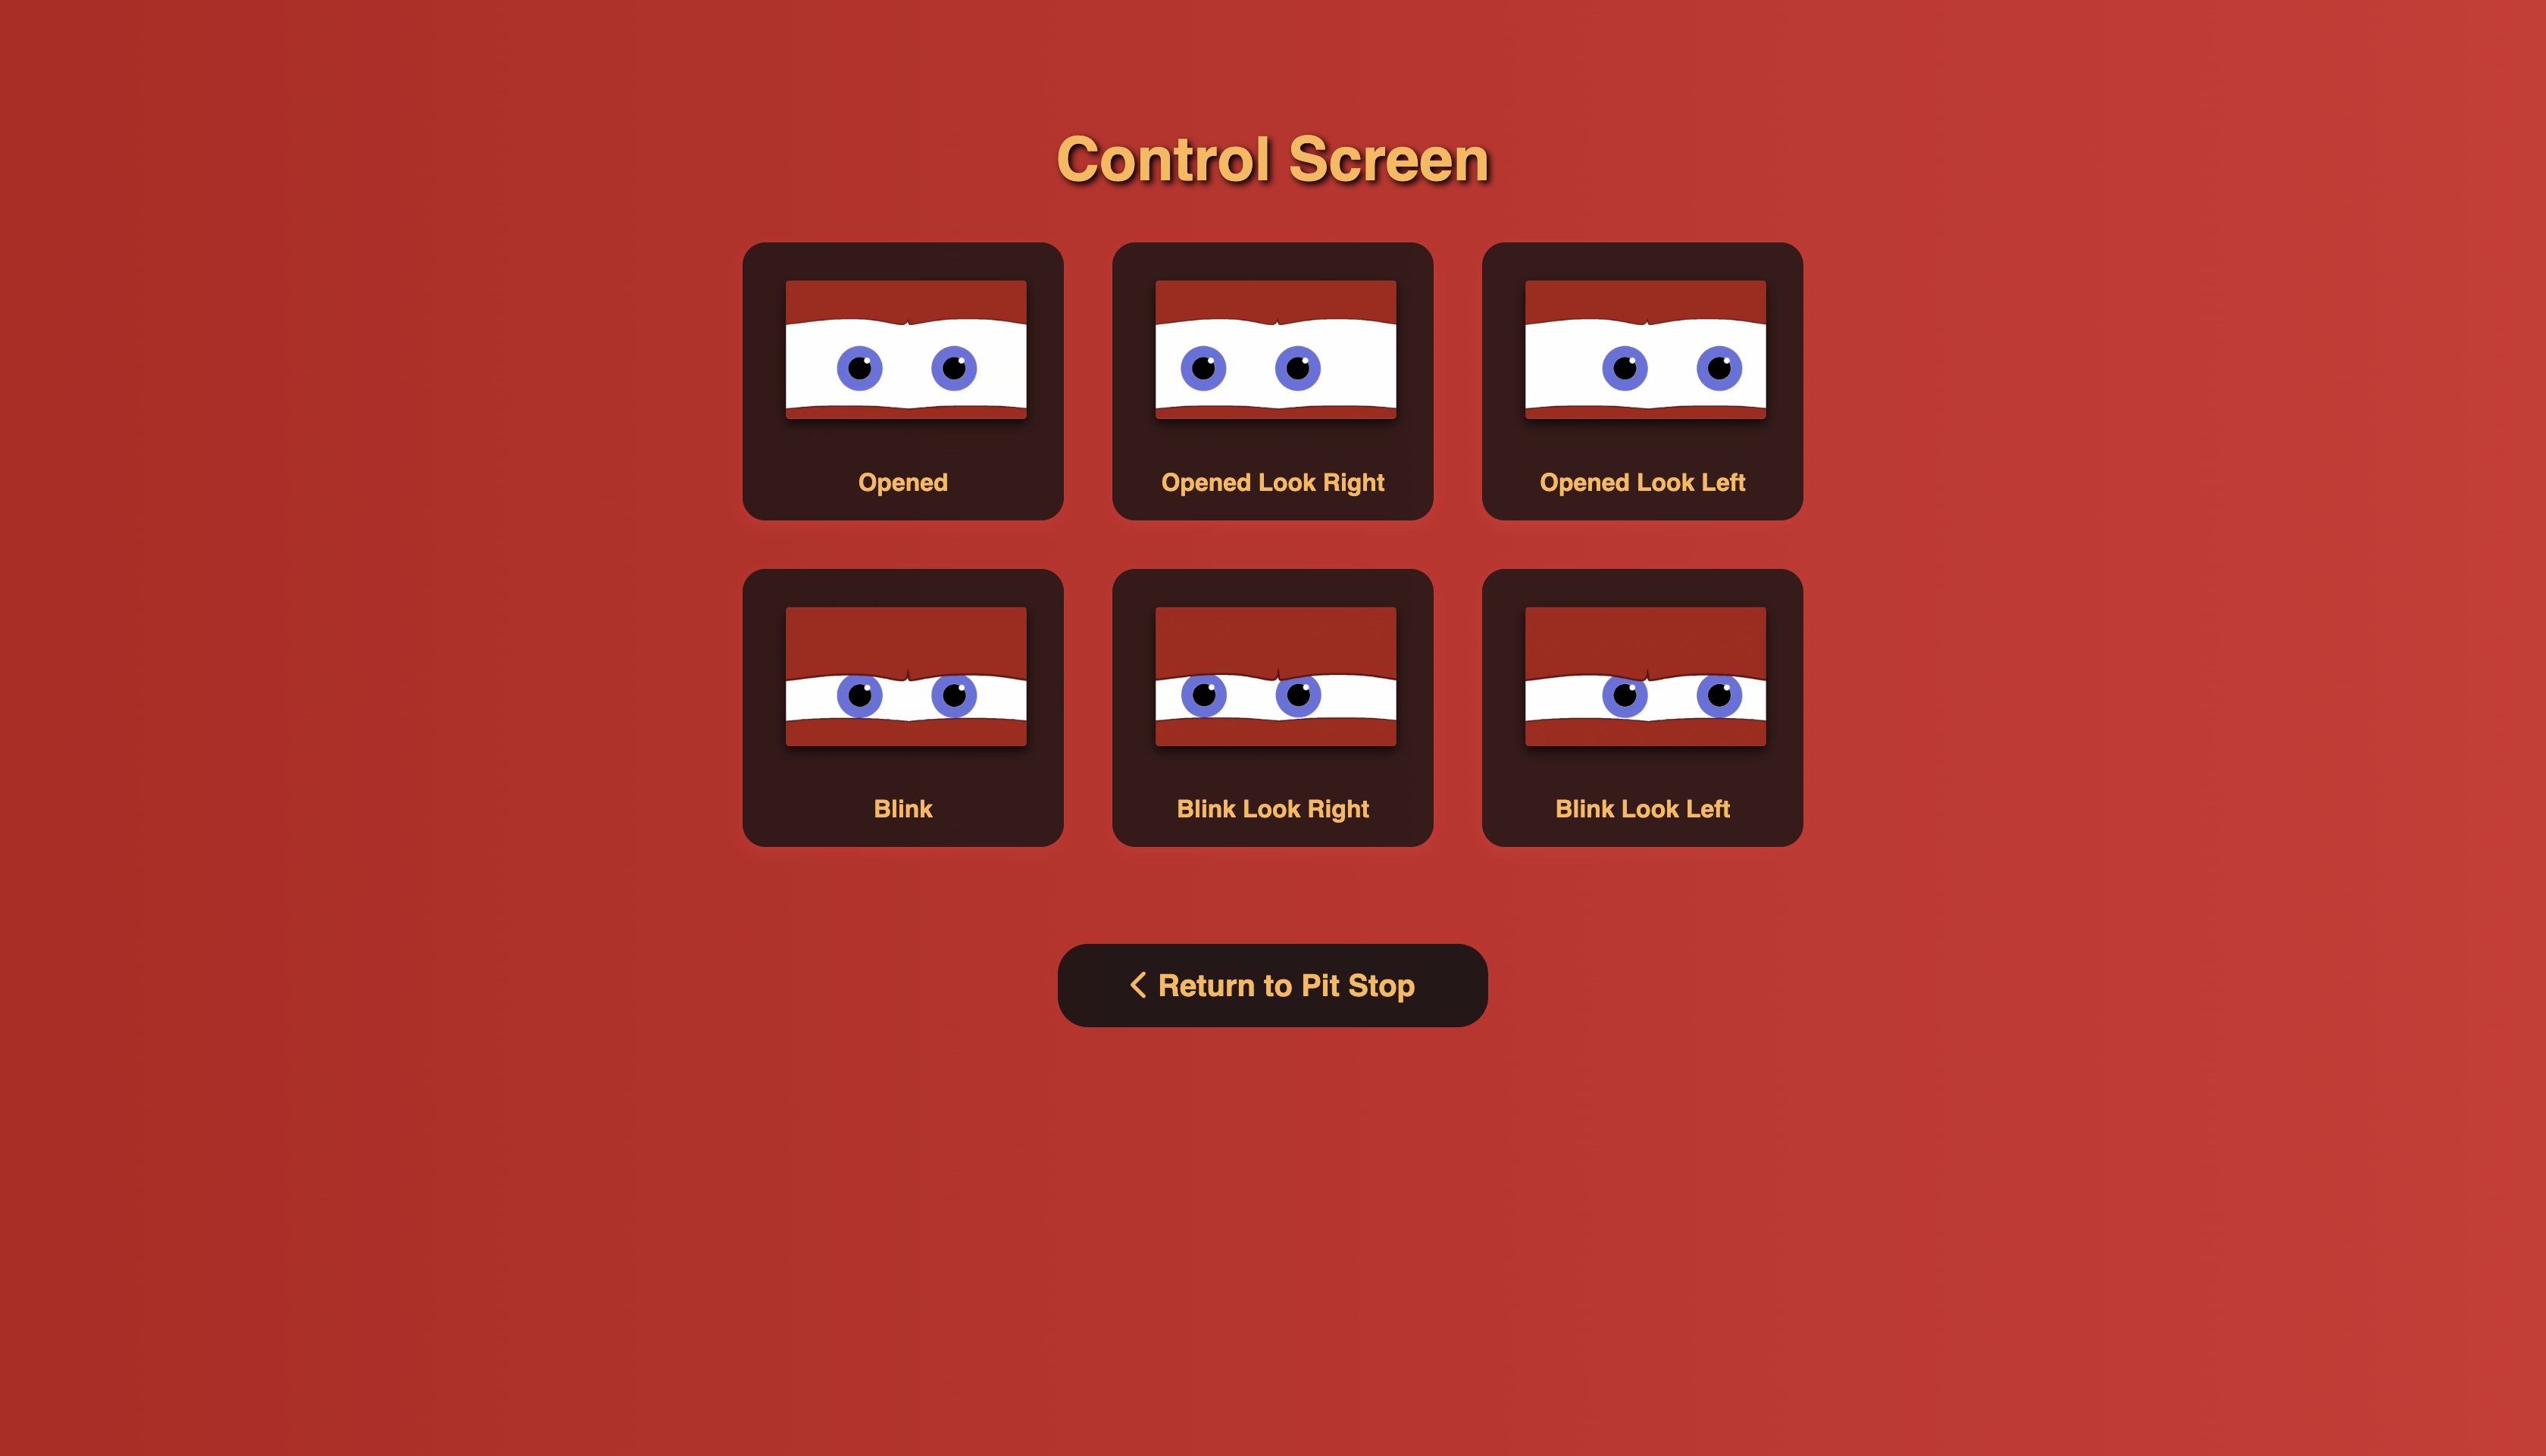 Control Screen
Opened
Opened Look Right
Opened Look Left
Blink
Blink Look Right
Blink Look Left
Return to Pit Stop